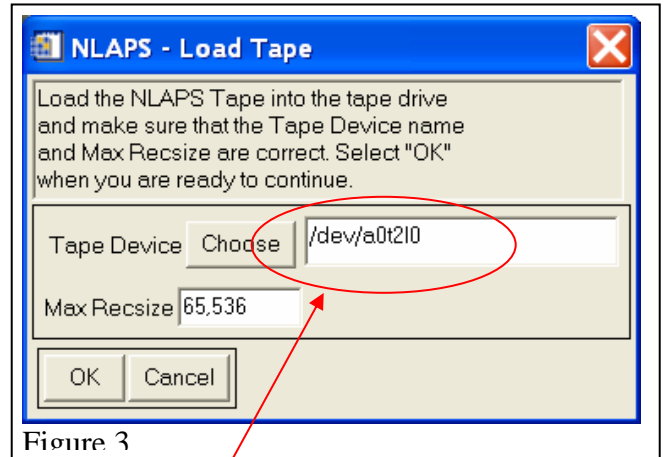 NLAPS - Load Tape
Load the NLAPS Tape into the tape drive
and make sure that the Tape Device name
and Max Recsize are correct. Select "OK"
when you are ready to continue.
Tape Device Choose /dev/a0t2l0
Max Recsize 65,536
OK Cancel
Figure 3